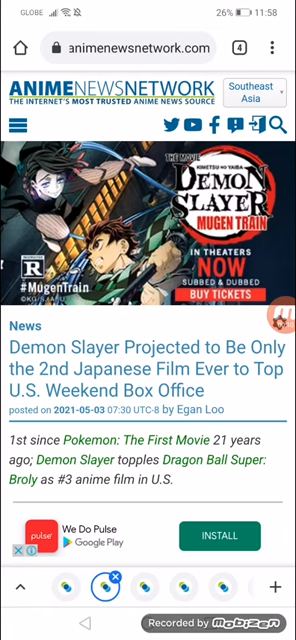 GLOBE
26%
11:58
animenewsnetwork.com
4
ANIMENEWSNETWORK
THE INTERNET'S MOST TRUSTED ANIME NEWS SOURCE
Southeast
Asia
THE MOVIE
KIMETSU NO YAIBA
DEMON
SLAYER
MUGEN TRAIN
IN THEATERS
NOW
SUBBED & DUBBED
BUY TICKETS
R
#MugenTrain
News
Demon Slayer Projected to Be Only
the 2nd Japanese Film Ever to Top
U.S. Weekend Box Office
posted on 2021-05-03 07:30 UTC-8 by Egan Loo
1st since Pokemon: The First Movie 21 years
ago; Demon Slayer topples Dragon Ball Super:
Broly as #3 anime film in U.S.
pulse
We Do Pulse
Google Play
INSTALL
Recorded by Mobizen